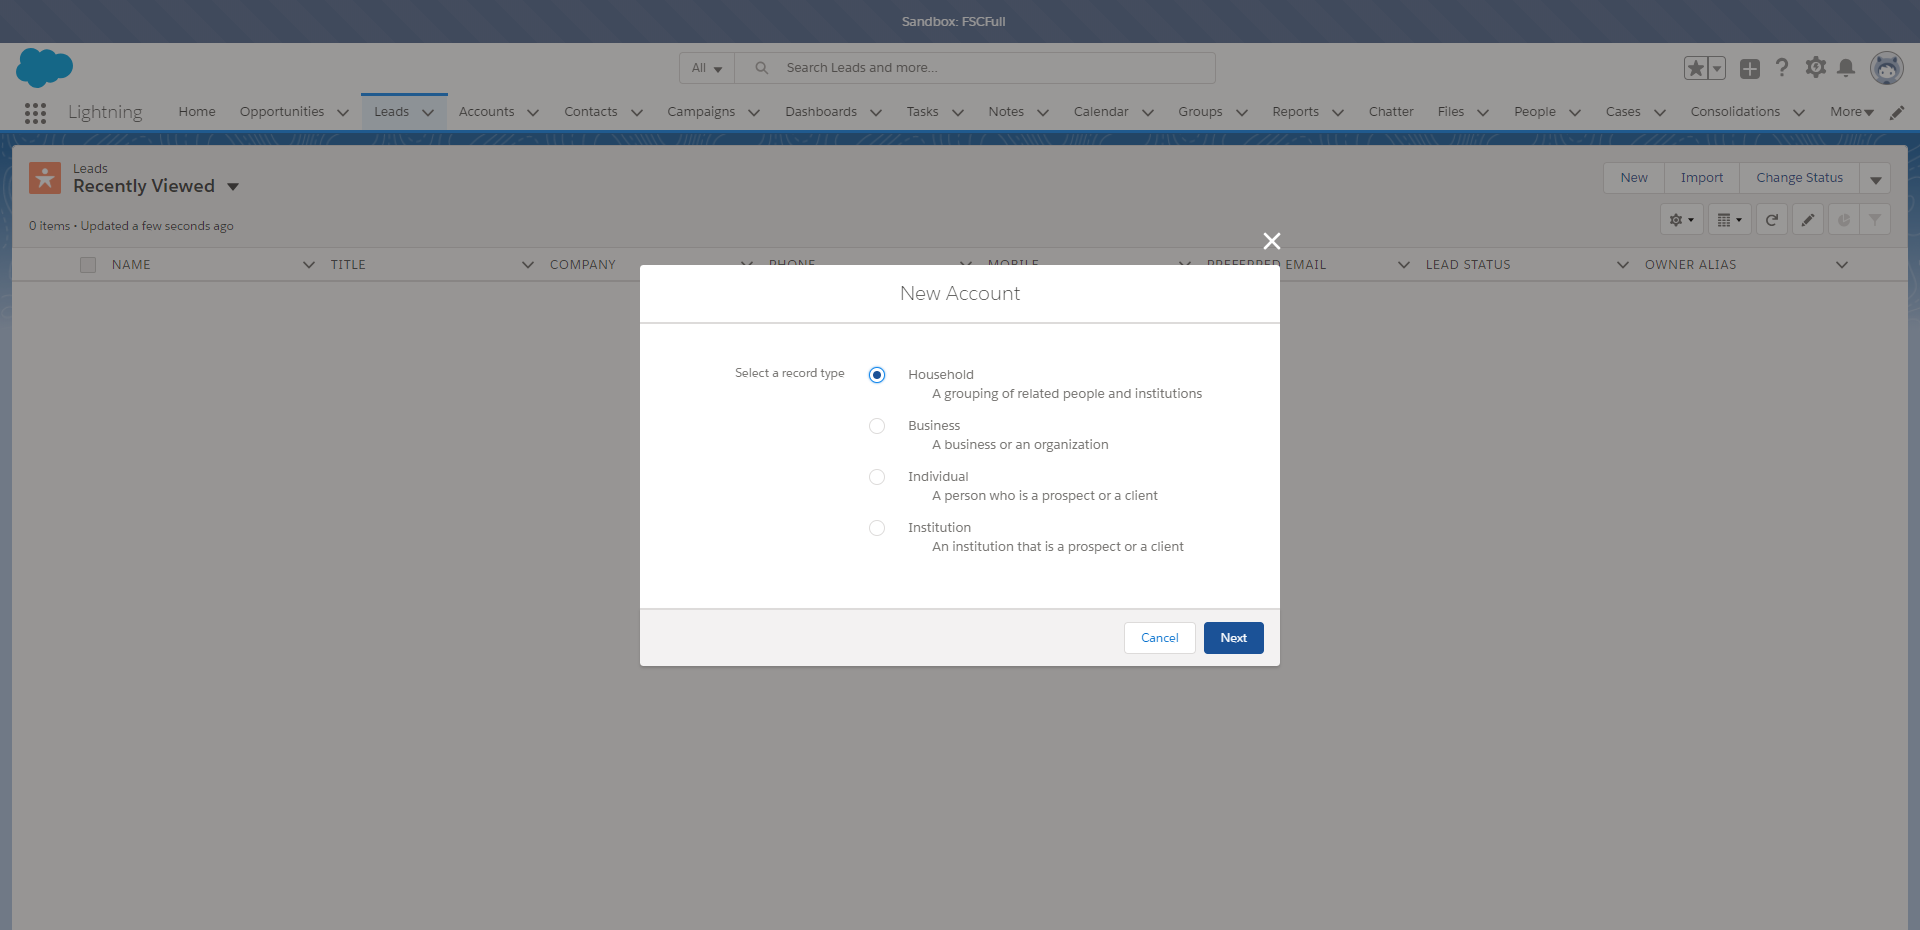 Sandbox: FSCFull
All
Search Leads and more...
Lightning
Home
Opportunities
Leads
Accounts
Contacts
Campaigns
Dashboards
Tasks
Notes
Calendar
Groups
Reports
Chatter
Files
People
Cases
Consolidations
More
Leads
Recently Viewed
New
Import
Change Status
0 items • Updated a few seconds ago
NAME
TITLE
COMPANY
PHONE
MOBILE
PREFERRED EMAIL
LEAD STATUS
OWNER ALIAS
New Account
Select a record type
Household
A grouping of related people and institutions
Business
A business or an organization
Individual
A person who is a prospect or a client
Institution
An institution that is a prospect or a client
Cancel
Next